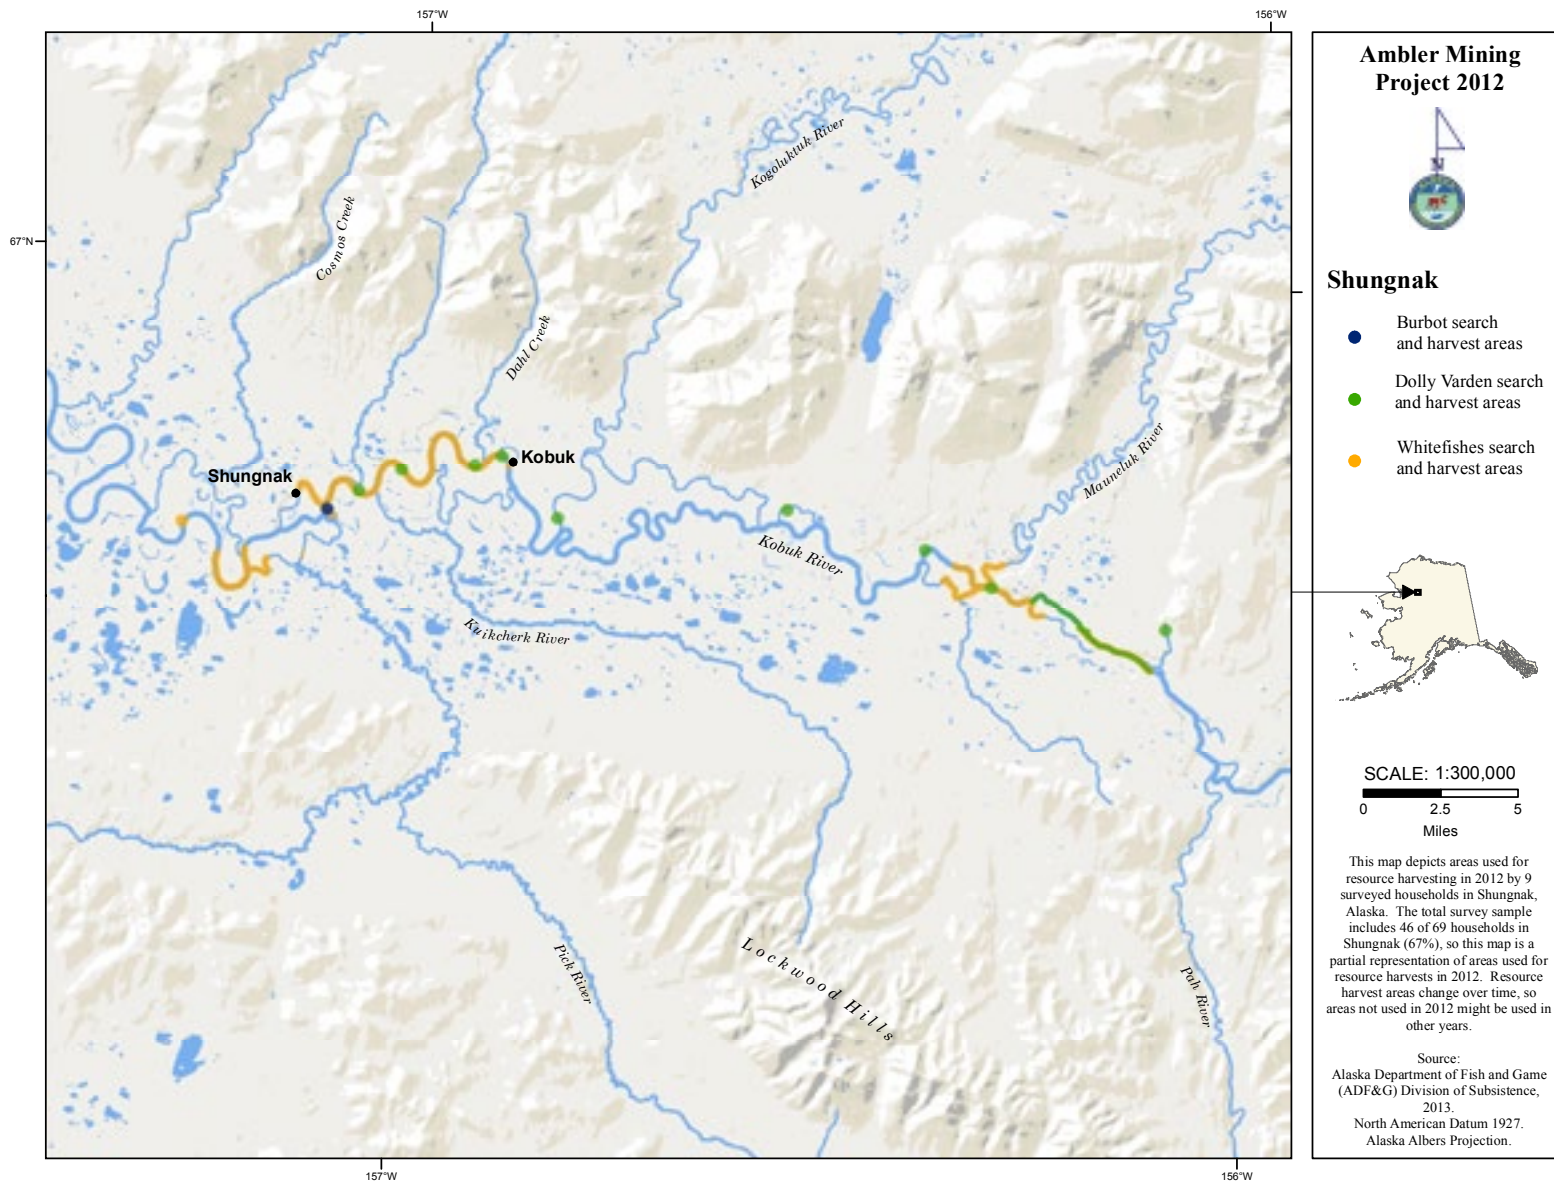 157°W
156°W
67°N
Cosmos Creek
Dahl Creek
Kogoluktuk River
Mauneluk River
Shungnak
Kobuk
Kobuk River
Kuikcherk River
Pick River
Lockwood Hills
Pah River
157°W
156°W
Ambler Mining
Project 2012
N
Shungnak
Burbot search
and harvest areas
Dolly Varden search
and harvest areas
Whitefishes search
and harvest areas
SCALE: 1:300,000
0 2.5 5
Miles
This map depicts areas used for
resource harvesting in 2012 by 9
surveyed households in Shungnak,
Alaska. The total survey sample
includes 46 of 69 households in
Shungnak (67%), so this map is a
partial representation of areas used for
resource harvests in 2012. Resource
harvest areas change over time, so
areas not used in 2012 might be used in
other years.
Source:
Alaska Department of Fish and Game
(ADF&G) Division of Subsistence,
2013.
North American Datum 1927.
Alaska Albers Projection.